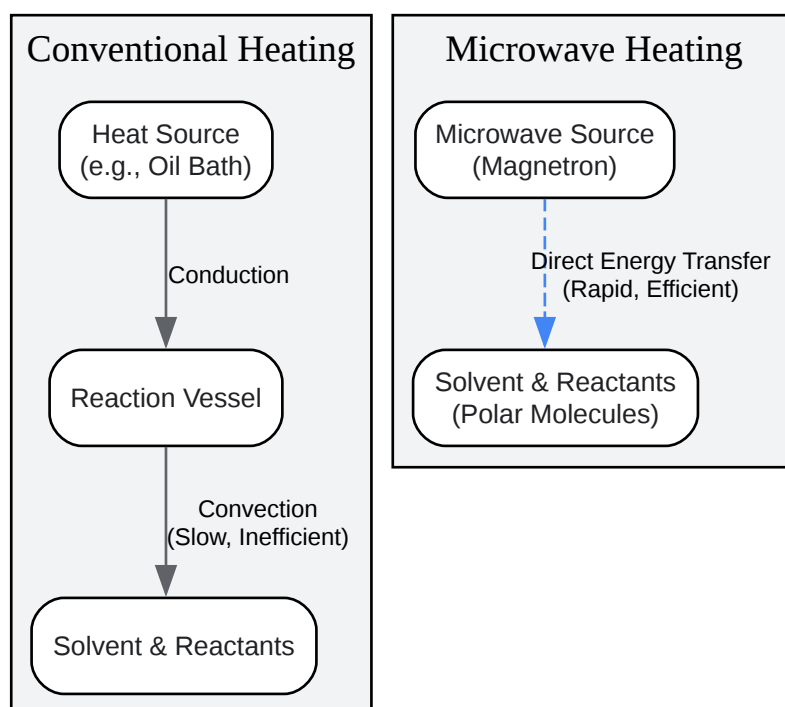 Conventional Heating
Heat Source
(e.g., Oil Bath)
Conduction
Reaction Vessel
Convection
(Slow, Inefficient)
Solvent & Reactants
Microwave Heating
Microwave Source
(Magnetron)
Direct Energy Transfer
(Rapid, Efficient)
Solvent & Reactants
(Polar Molecules)